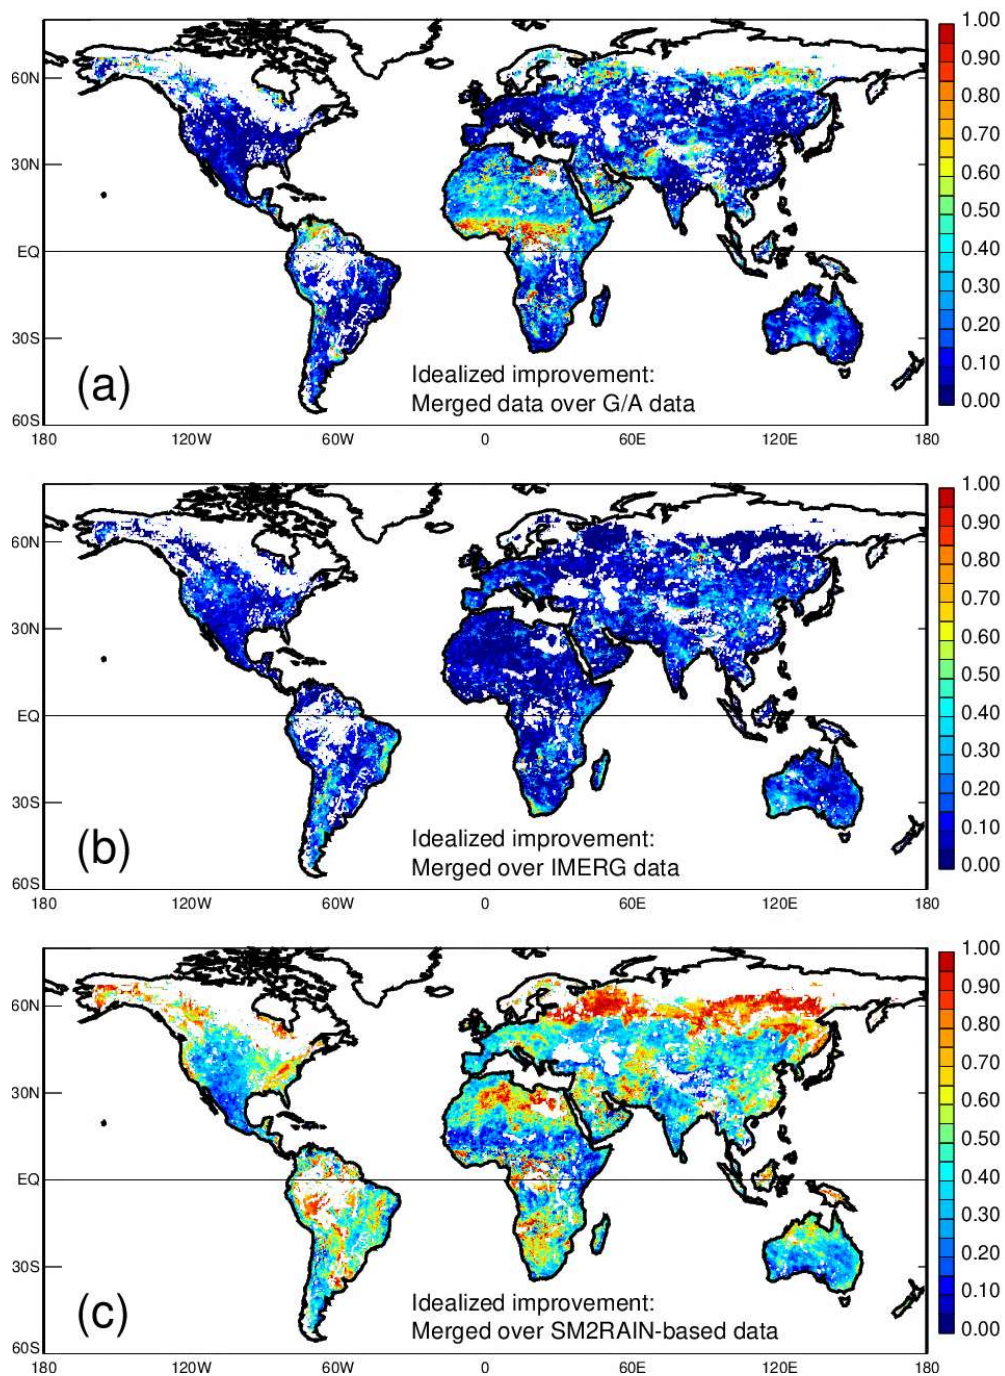 1.00
0.90
60N
0.80
0.70
30N
0.60
0.50
EQ
0.40
0.30
30S
0.20
(a)
Idealized improvement:
0.10
Merged data over G/A data
0.00
60S
180 120W 60W 0 60E 120E 180
1.00
0.90
60N
0.80
0.70
30N
0.60
0.50
EQ
0.40
0.30
30S
0.20
(b)
Idealized improvement:
0.10
Merged over IMERG data
0.00
60S
180 120W 60W 0 60E 120E 180
1.00
0.90
60N
0.80
0.70
30N
0.60
0.50
EQ
0.40
0.30
30S
0.20
(c)
Idealized improvement:
0.10
Merged over SM2RAIN-based data
0.00
60S
180 120W 60W 0 60E 120E 180